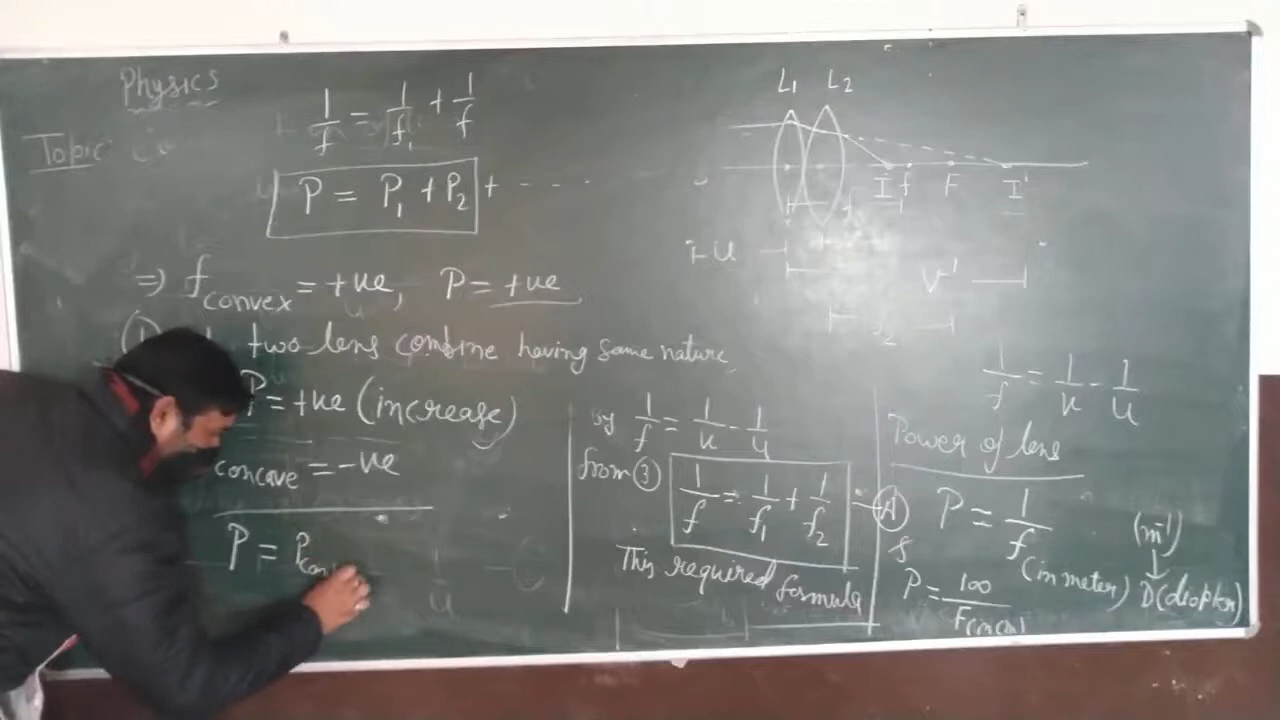 Physics
Topic
1/f = 1/f₁ + 1/f
P = P₁ + P₂ + - - - -
⇒ f convex = +ve, P = +ve
two lens combine having same nature,
P = +ve (increase)
concave = -ve
P = P
L₁ L₂
I f F I'
u
v'
1/f = 1/v - 1/u
by 1/f = 1/v - 1/u
from ③
1/f = 1/f₁ + 1/f₂ - Ⓐ
This required formula
Power of lens
P = 1/f (in meter)
(m⁻¹)
D (diopter)
P = 100/F(in cm)